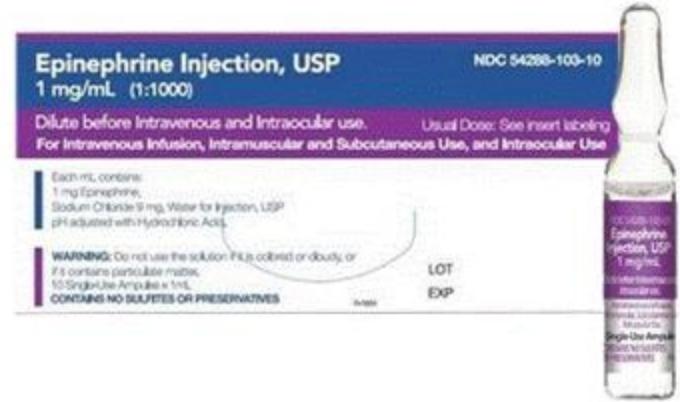 Epinephrine Injection, USP
NDC 54288-103-10
1 mg/mL (1:1000)
Dilute before Intravenous and Intraocular use.
Usual Dose: See insert labeling
For Intravenous Infusion, Intramuscular and Subcutaneous Use, and Intraocular Use
Each mL contains:
1 mg Epinephrine,
Sodium Chloride 9 mg, Water for Injection, USP
pH adjusted with Hydrochloric Acid.
WARNING: Do not use the solution if it is colored or cloudy, or
if it contains particulate matter.
10 Single-Use Ampules x 1mL
CONTAINS NO SULFITES OR PRESERVATIVES
LOT
EXP
Epinephrine
Injection, USP
1 mg/mL
Single-Use Ampule